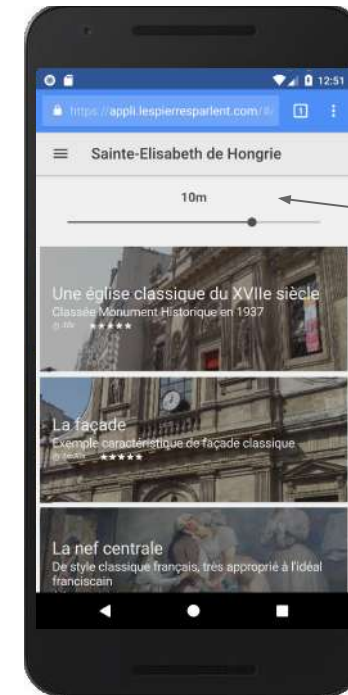 12:51
https://appli.lespierresparlent.com/#/
1
Sainte-Elisabeth de Hongrie
10m
Une église classique du XVIIe siècle
Classée Monument Historique en 1937
★★★★★
La façade
Exemple caractéristique de façade classique
★★★★★
La nef centrale
De style classique français, très approprié à l'idéal
franciscain